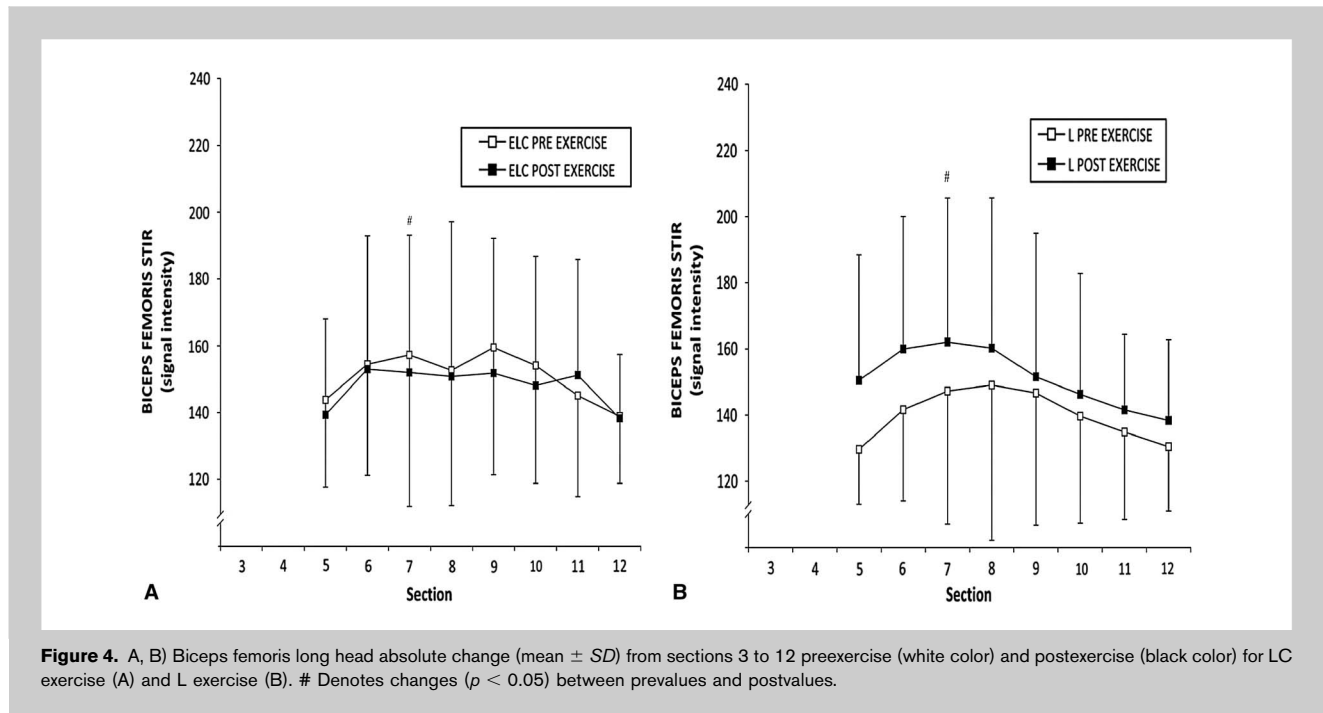 240
220
200
180
160
140
120
BICEPS FEMORIS STIR
(signal intensity)
ELC PRE EXERCISE
ELC POST EXERCISE
#
3 4 5 6 7 8 9 10 11 12
A
Section
240
220
200
180
160
140
120
BICEPS FEMORIS STIR
(signal intensity)
L PRE EXERCISE
L POST EXERCISE
#
3 4 5 6 7 8 9 10 11 12
B
Section
Figure 4. A, B) Biceps femoris long head absolute change (mean ± SD) from sections 3 to 12 preexercise (white color) and postexercise (black color) for LC
exercise (A) and L exercise (B). # Denotes changes (p < 0.05) between prevalues and postvalues.